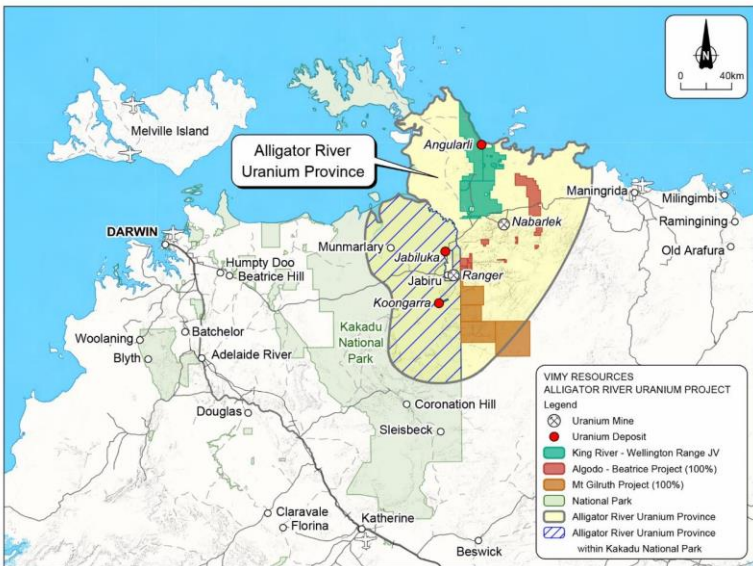 0 40km
Melville Island
Alligator River
Uranium Province
Angularli
Maningrida
Milingimbi
Ramingining
Old Arafura
Nabarlek
DARWIN
Munmarlary
Jabiluka
Jabiru
Ranger
Koongarra
Humpty Doo
Beatrice Hill
Kakadu
National
Park
Woolaning
Batchelor
Blyth
Adelaide River
Douglas
Coronation Hill
Sleisbeck
Claravale
Florina
Katherine
Beswick
VIMY RESOURCES
ALLIGATOR RIVER URANIUM PROJECT
Legend
Uranium Mine
Uranium Deposit
King River - Wellington Range JV
Algodo - Beatrice Project (100%)
Mt Gilruth Project (100%)
National Park
Alligator River Uranium Province
Alligator River Uranium Province
within Kakadu National Park